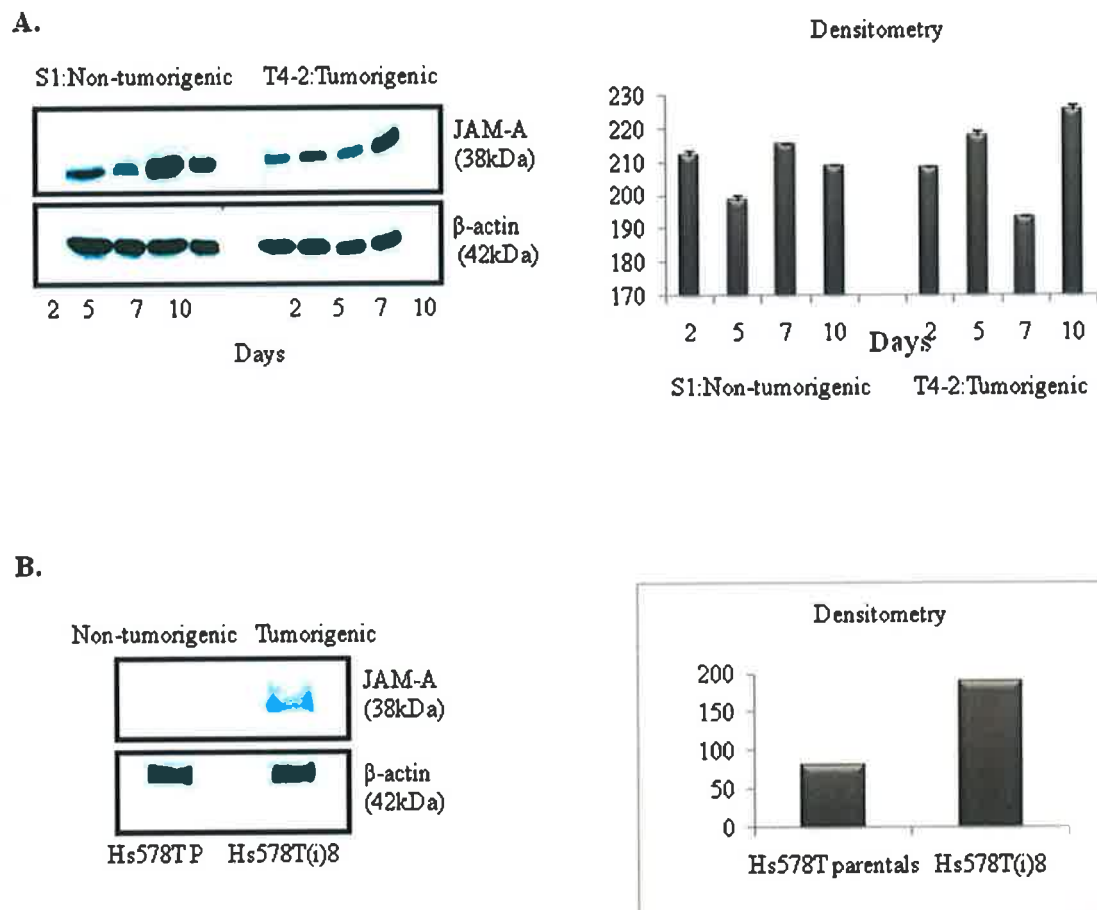 A.
S1:Non-tumorigenic T4-2:Tumorigenic
JAM-A
(38kDa)
β-actin
(42kDa)
2 5 7 10 2 5 7 10
Days
Densitometry
230
220
210
200
190
180
170
2 5 7 10 2 5 7 10
Days
S1:Non-tumorigenic T4-2:Tumorigenic
B.
Non-tumorigenic Tumorigenic
JAM-A
(38kDa)
β-actin
(42kDa)
Hs578TP Hs578T(i)8
Densitometry
200
150
100
50
0
Hs578T parentals Hs578T(i)8